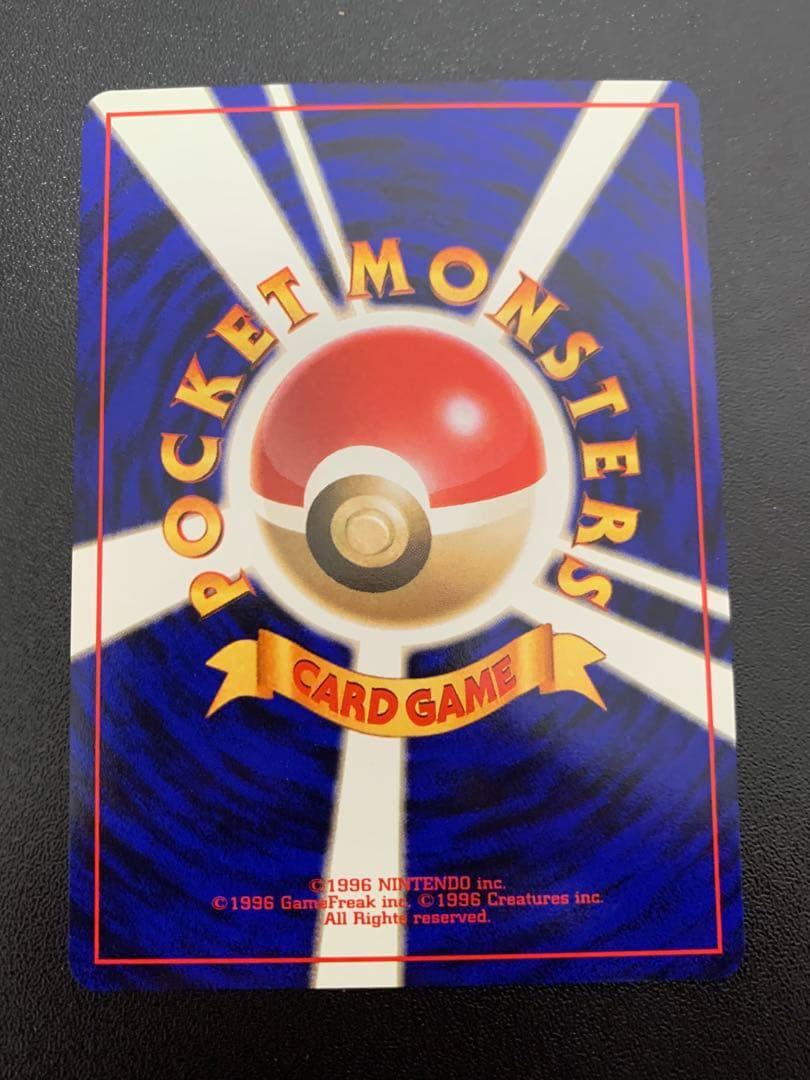 POCKET MONSTERS
CARD GAME
©1996 NINTENDO inc.
©1996 GameFreak inc. ©1996 Creatures inc.
All Rights reserved.